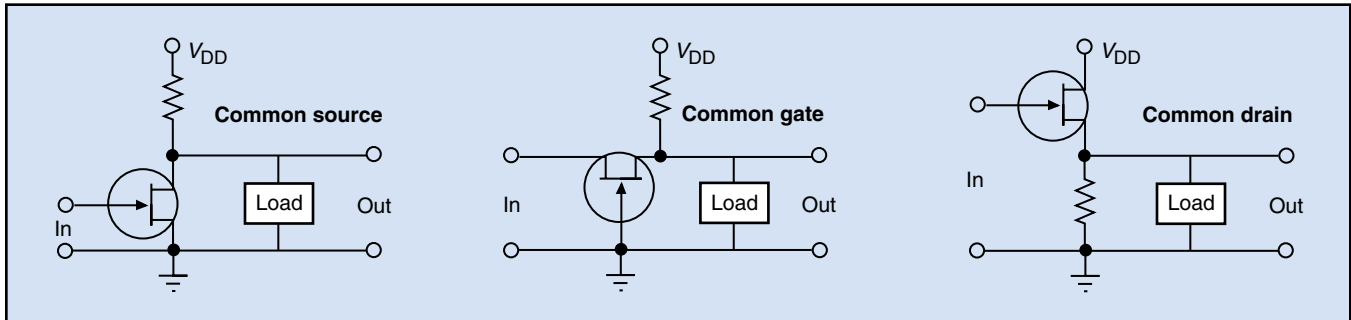 V_DD
Common source
Load
In
Out
V_DD
Common gate
In
Load
Out
V_DD
Common drain
In
Load
Out